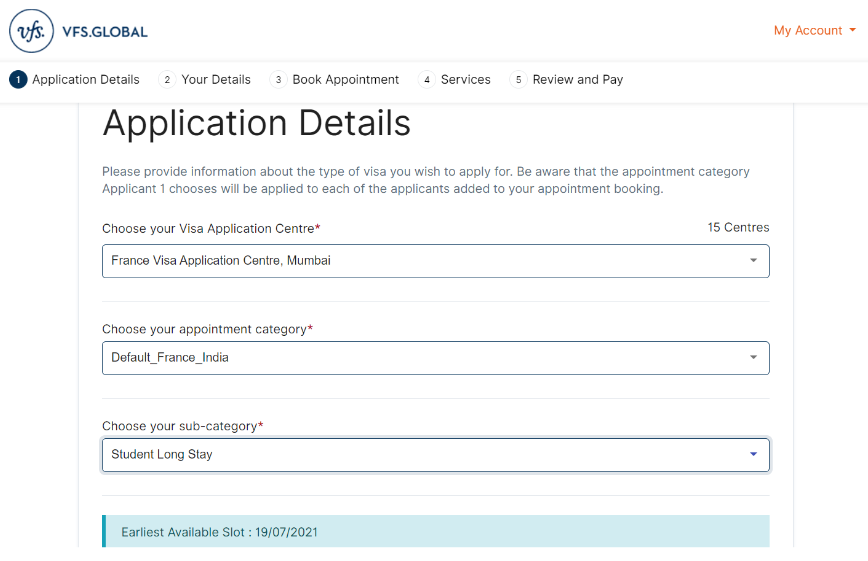 vfs. VFS.GLOBAL
My Account
1 Application Details 2 Your Details 3 Book Appointment 4 Services 5 Review and Pay
Application Details
Please provide information about the type of visa you wish to apply for. Be aware that the appointment category
Applicant 1 chooses will be applied to each of the applicants added to your appointment booking.
Choose your Visa Application Centre* 15 Centres
France Visa Application Centre, Mumbai
Choose your appointment category*
Default_France_India
Choose your sub-category*
Student Long Stay
Earliest Available Slot : 19/07/2021